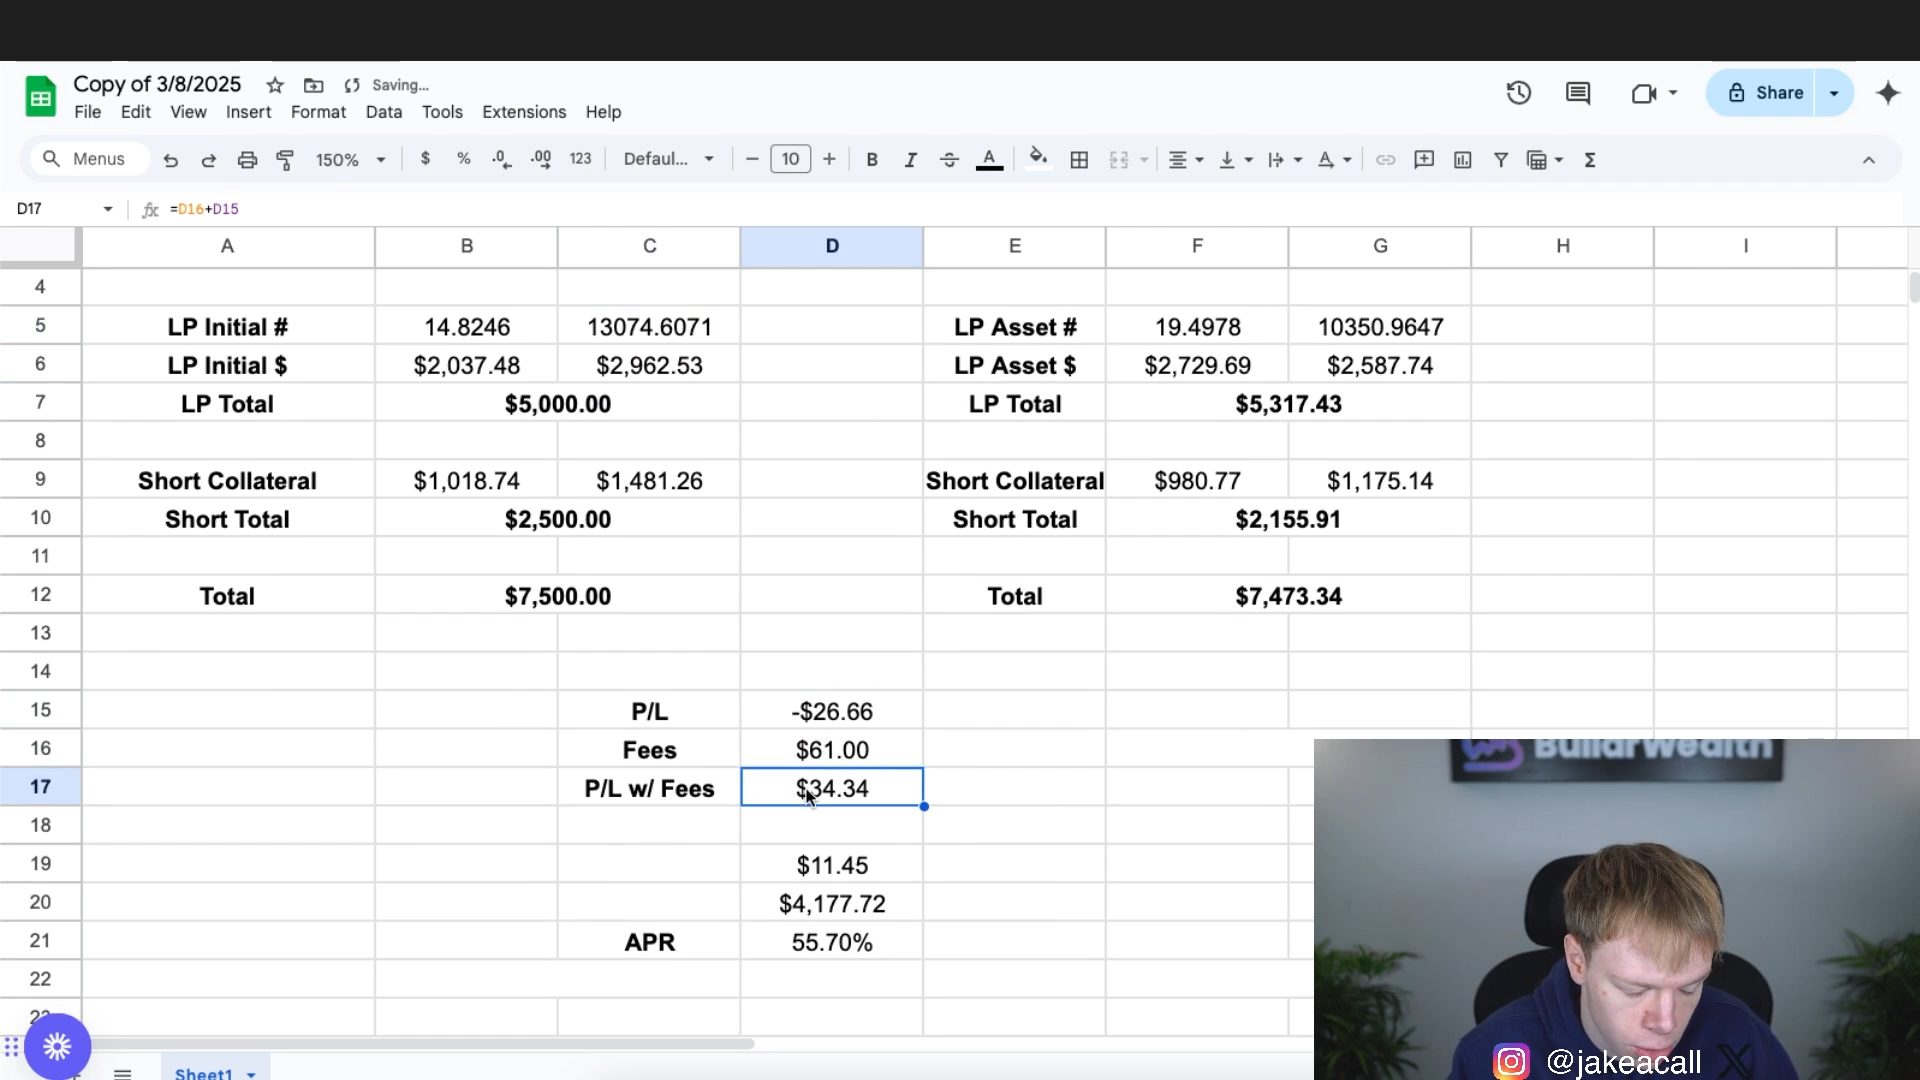 Copy of 3/8/2025 Saving...
File Edit View Insert Format Data Tools Extensions Help
Share
Menus 150% $ % .0 .00 123 Defaul... 10 B I A
D17 fx =D16+D15
A B C D E F G H I
4
5 LP Initial # 14.8246 13074.6071 LP Asset # 19.4978 10350.9647
6 LP Initial $ $2,037.48 $2,962.53 LP Asset $ $2,729.69 $2,587.74
7 LP Total $5,000.00 LP Total $5,317.43
8
9 Short Collateral $1,018.74 $1,481.26 Short Collateral $980.77 $1,175.14
10 Short Total $2,500.00 Short Total $2,155.91
11
12 Total $7,500.00 Total $7,473.34
13
14
15 P/L -$26.66
16 Fees $61.00
17 P/L w/ Fees $34.34
18
19 $11.45
20 $4,177.72
21 APR 55.70%
22
23
Sheet1
BuildrWealth
@jakeacall